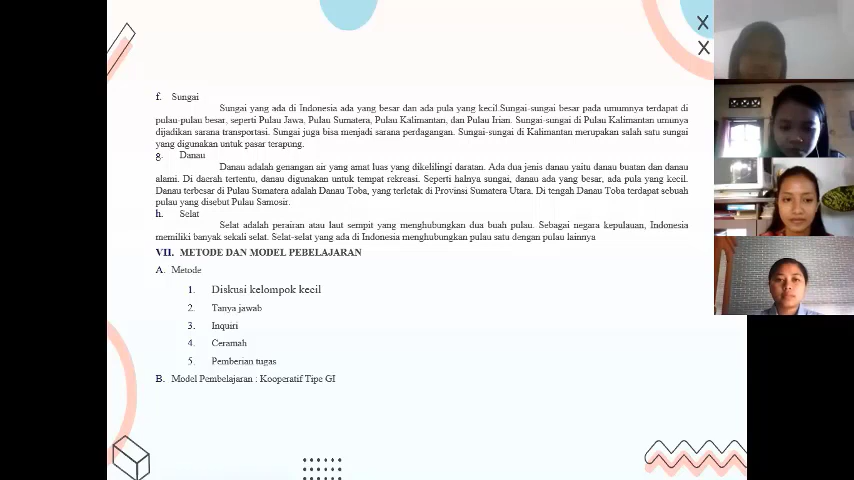 f. Sungai
Sungai yang ada di Indonesia ada yang besar dan ada pula yang kecil.Sungai-sungai besar pada umumnya terdapat di
pulau-pulau besar, seperti Pulau Jawa, Pulau Sumatera, Pulau Kalimantan, dan Pulau Irian. Sungai-sungai di Pulau Kalimantan umunya
dijadikan sarana transportasi. Sungai juga bisa menjadi sarana perdagangan. Sungai-sungai di Kalimantan merupakan salah satu sungai
yang digunakan untuk pasar terapung.
g. Danau
Danau adalah genangan air yang amat luas yang dikelilingi daratan. Ada dua jenis danau yaitu danau buatan dan danau
alami. Di daerah tertentu, danau digunakan untuk tempat rekreasi. Seperti halnya sungai, danau ada yang besar, ada pula yang kecil.
Danau terbesar di Pulau Sumatera adalah Danau Toba, yang terletak di Provinsi Sumatera Utara. Di tengah Danau Toba terdapat sebuah
pulau yang disebut Pulau Samosir.
h. Selat
Selat adalah perairan atau laut sempit yang menghubungkan dua buah pulau. Sebagai negara kepulauan, Indonesia
memiliki banyak sekali selat. Selat-selat yang ada di Indonesia menghubungkan pulau satu dengan pulau lainnya
VII. METODE DAN MODEL PEBELAJARAN
A. Metode
1. Diskusi kelompok kecil
2. Tanya jawab
3. Inquiri
4. Ceramah
5. Pemberian tugas
B. Model Pembelajaran : Kooperatif Tipe GI